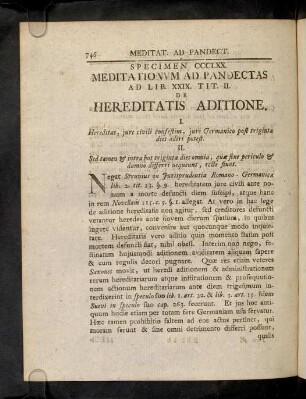 746 MEDITAT. AD PANDECT.
SPECIMEN CCCLXX.
MEDITATIONVM AD PANDECTAS
AD LIB. XXIX. TIT. II.
DE
HEREDITATIS ADITIONE,
I.
Hereditas, jure civili confestim, jure Germanico post triginta
dies adiri potest.
II.
Sed tamen & intra hos triginta dies omnia, quæ sine periculo &
damno differri nequeunt, recte fiunt.
Negat Struvius in Jurisprudentia Romano-Germanica
lib. 2. tit. 23. §. 9. hereditatem jure civili ante no-
num a morte defuncti diem suscipi, atque hanc
in rem Novellam 115. c. 5. §. 1. allegat. At vero in hac lege
de aditione hereditatis non agitur, sed creditores defuncti
vetantur heredes ante novem dierum spatium, in quibus
lugere videntur, convenire aut quocunque modo inquie-
tare. Hereditatis vero aditio quin momento statim post
mortem defuncti fiat, nihil obest. Interim non nego, fe-
stinatam hujusmodi aditionem aviditatem aliquam sapere
& cum regulis decori pugnare. Quæ res etiam veteres
Saxones movit, ut heredi aditionem & administrationem
rerum hereditariarum atque institutionem & prosequutio-
nem actionum hereditariarum ante diem trigesimum in-
terdixerint in speculo suo lib. 1. art. 22. & lib. 3. art. 15. sicuti
Suevi in speculo suo cap. 263. fecerunt. Et jus hoc anti-
quum hodie etiam per totam fere Germaniam usu servatur.
Hæc tamen prohibitio saltem ad eos actus pertinet, qui
moram ferunt & sine omni detrimento differri possunt,
quails